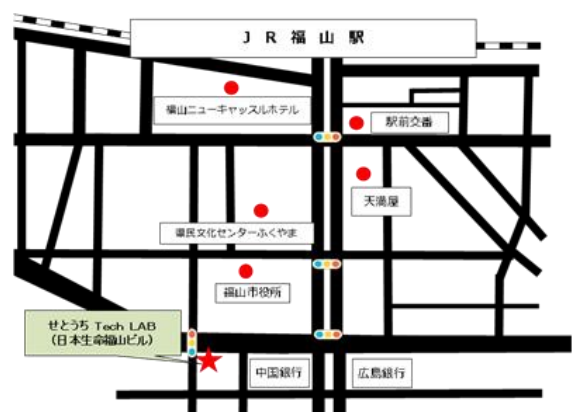 JR福山駅
福山ニューキャッスルホテル
駅前交番
天満屋
県民文化センターふくやま
福山市役所
せとうち Tech LAB
(日本生命福山ビル)
中国銀行
広島銀行